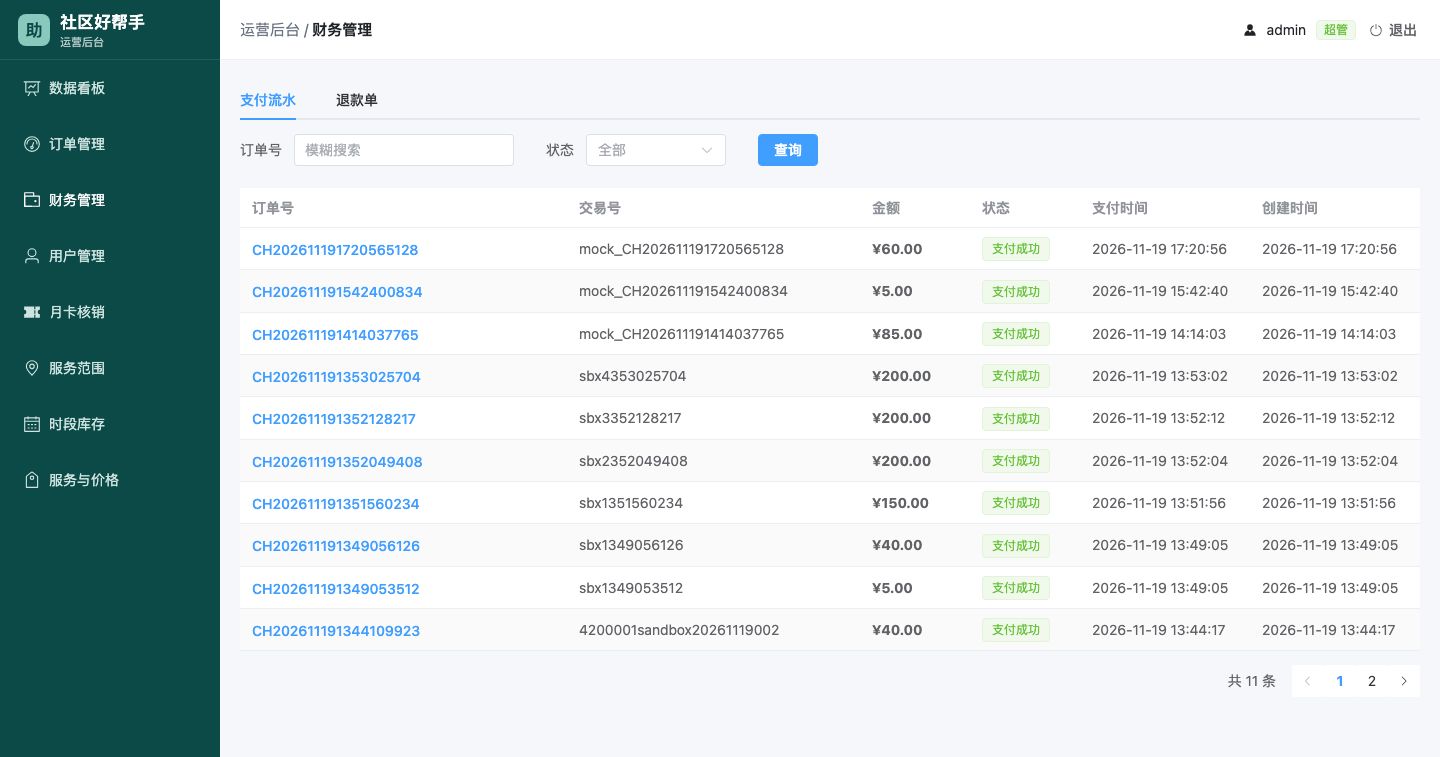 助
社区好帮手
运营后台
数据看板
订单管理
财务管理
用户管理
月卡核销
服务范围
时段库存
服务与价格
运营后台 / 财务管理
admin 超管 退出
支付流水 退款单
订单号 模糊搜索 状态 全部 查询
订单号 交易号 金额 状态 支付时间 创建时间
CH202611191720565128 mock_CH202611191720565128 ¥60.00 支付成功 2026-11-19 17:20:56 2026-11-19 17:20:56
CH202611191542400834 mock_CH202611191542400834 ¥5.00 支付成功 2026-11-19 15:42:40 2026-11-19 15:42:40
CH202611191414037765 mock_CH202611191414037765 ¥85.00 支付成功 2026-11-19 14:14:03 2026-11-19 14:14:03
CH202611191353025704 sbx4353025704 ¥200.00 支付成功 2026-11-19 13:53:02 2026-11-19 13:53:02
CH202611191352128217 sbx3352128217 ¥200.00 支付成功 2026-11-19 13:52:12 2026-11-19 13:52:12
CH202611191352049408 sbx2352049408 ¥200.00 支付成功 2026-11-19 13:52:04 2026-11-19 13:52:04
CH202611191351560234 sbx1351560234 ¥150.00 支付成功 2026-11-19 13:51:56 2026-11-19 13:51:56
CH202611191349056126 sbx1349056126 ¥40.00 支付成功 2026-11-19 13:49:05 2026-11-19 13:49:05
CH202611191349053512 sbx1349053512 ¥5.00 支付成功 2026-11-19 13:49:05 2026-11-19 13:49:05
CH202611191344109923 4200001sandbox20261119002 ¥40.00 支付成功 2026-11-19 13:44:17 2026-11-19 13:44:17
共 11 条 1 2